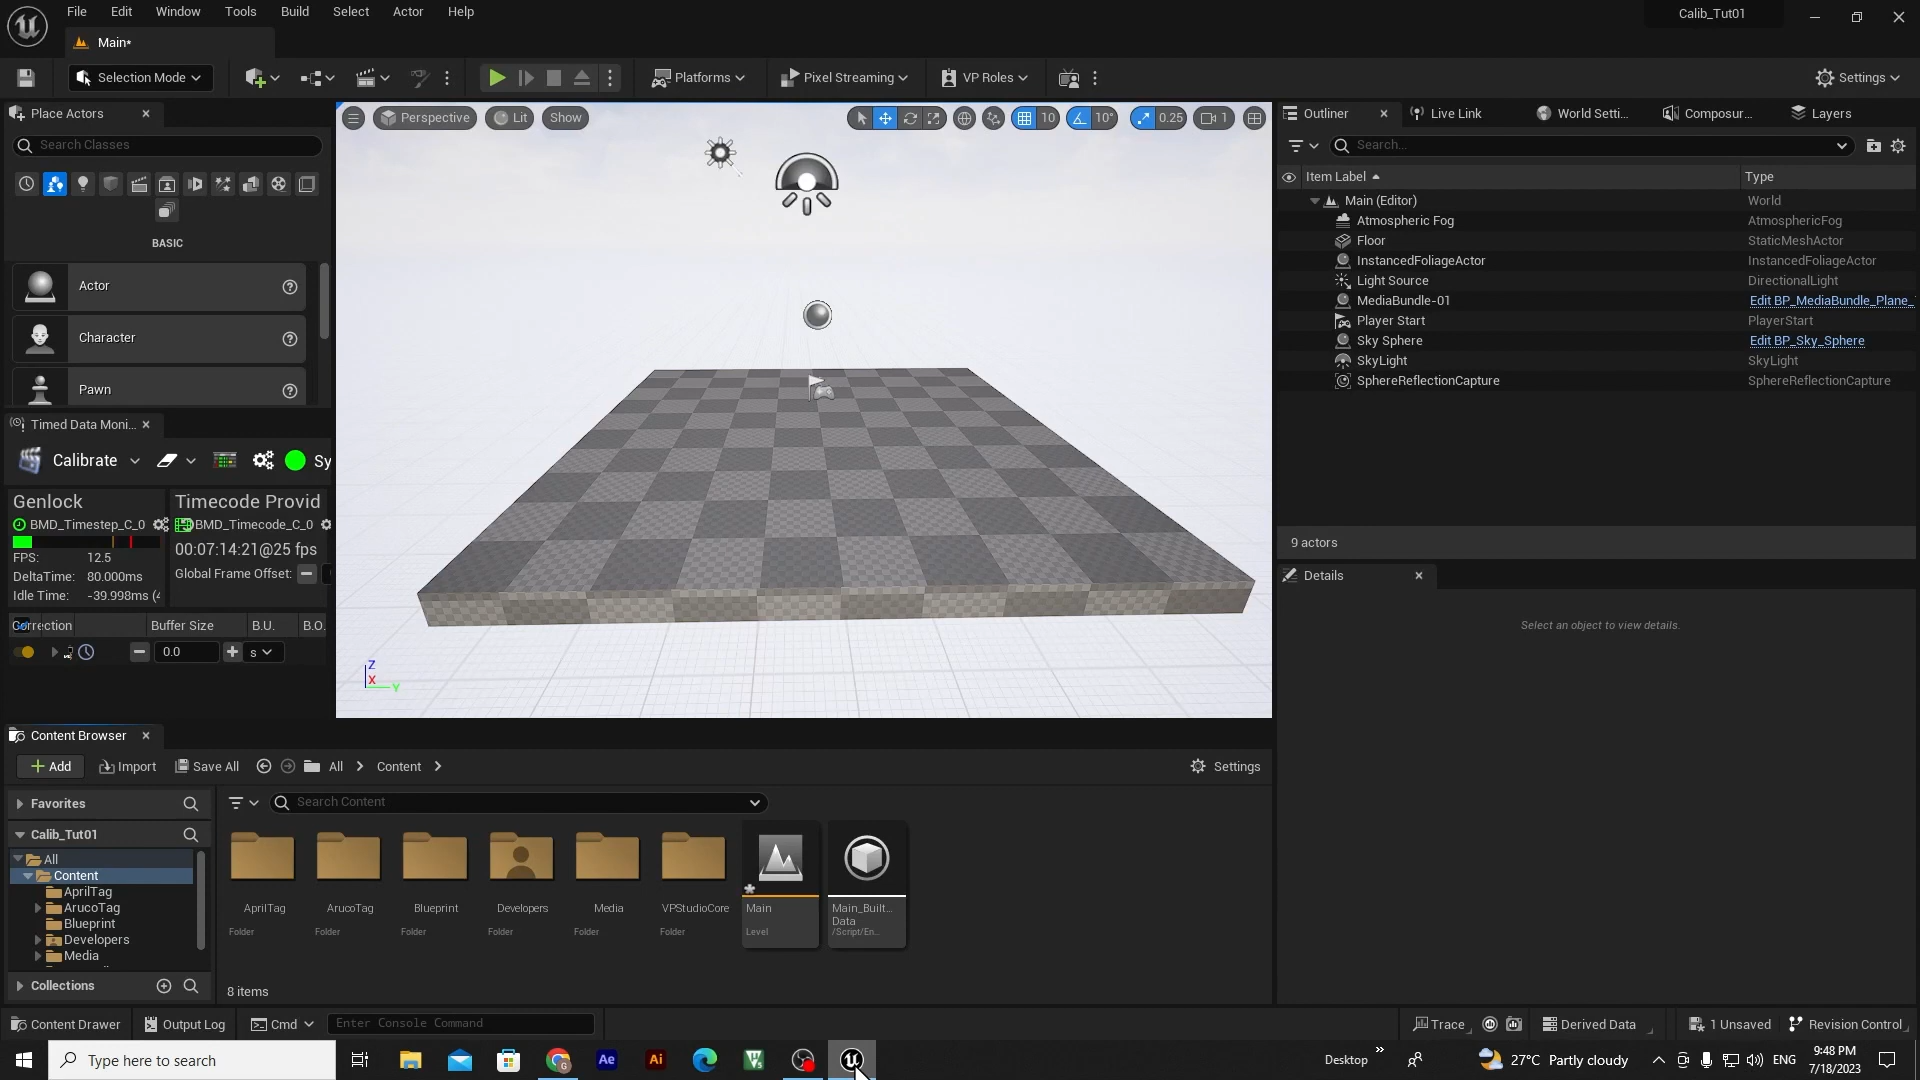 File Edit Window Tools Build Select Actor Help
Calib_Tut01
Main*
Selection Mode
Platforms
Pixel Streaming
VP Roles
Settings
Place Actors
Search Classes
BASIC
Actor
Character
Pawn
Timed Data Moni...
Calibrate
Sy
Genlock
BMD_Timestep_C_0
FPS: 12.5
DeltaTime: 80.000ms
Idle Time: -39.998ms (4
Timecode Provid
BMD_Timecode_C_0
00:07:14:21@25 fps
Global Frame Offset:
Correction Buffer Size B.U. B.O.
0.0 s
Perspective Lit Show
10 10° 0.25 1
Z
X
Y
Outliner Live Link World Setti... Composur... Layers
Search...
Item Label Type
Main (Editor) World
Atmospheric Fog AtmosphericFog
Floor StaticMeshActor
InstancedFoliageActor InstancedFoliageActor
Light Source DirectionalLight
MediaBundle-01 Edit BP_MediaBundle_Plane_
Player Start PlayerStart
Sky Sphere Edit BP_Sky_Sphere
SkyLight SkyLight
SphereReflectionCapture SphereReflectionCapture
9 actors
Details
Select an object to view details.
Content Browser
Add Import Save All All Content Settings
Favorites
Search Content
Calib_Tut01
All
Content
AprilTag
ArucoTag
Blueprint
Developers
Media
Collections
AprilTag ArucoTag Blueprint Developers Media VPStudioCore Main Main_Built...
Data
Folder Folder Folder Folder Folder Folder Level /Script/En...
8 items
Content Drawer Output Log Cmd Enter Console Command
Trace Derived Data 1 Unsaved Revision Control
Type here to search
Ae Ai
Desktop
27°C Partly cloudy
ENG
9:48 PM
7/18/2023